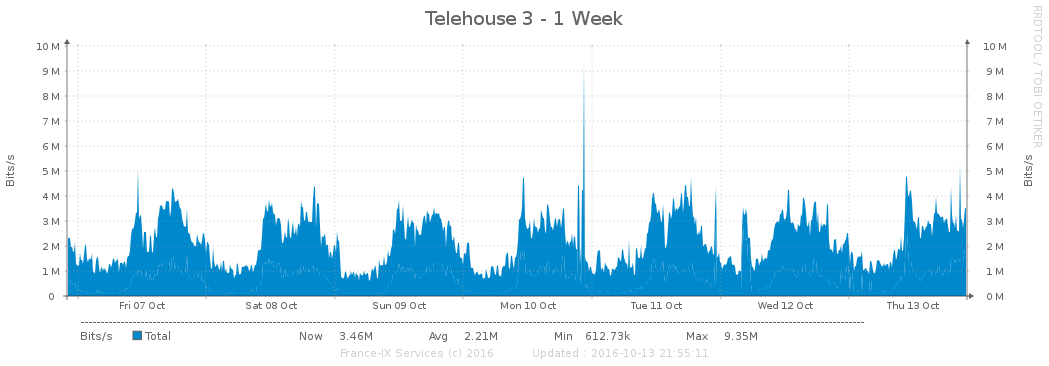 Telehouse 3 - 1 Week
RRDTOOL / TOBI OETIKER
Bits/s
10 M
9 M
8 M
7 M
6 M
5 M
4 M
3 M
2 M
1 M
0
10 M
9 M
8 M
7 M
6 M
5 M
4 M
3 M
2 M
1 M
0 M
Bits/s
Fri 07 Oct Sat 08 Oct Sun 09 Oct Mon 10 Oct Tue 11 Oct Wed 12 Oct Thu 13 Oct
Bits/s Total Now 3.46M Avg 2.21M Min 612.73k Max 9.35M
France-IX Services (c) 2016 Updated : 2016-10-13 21:55:11